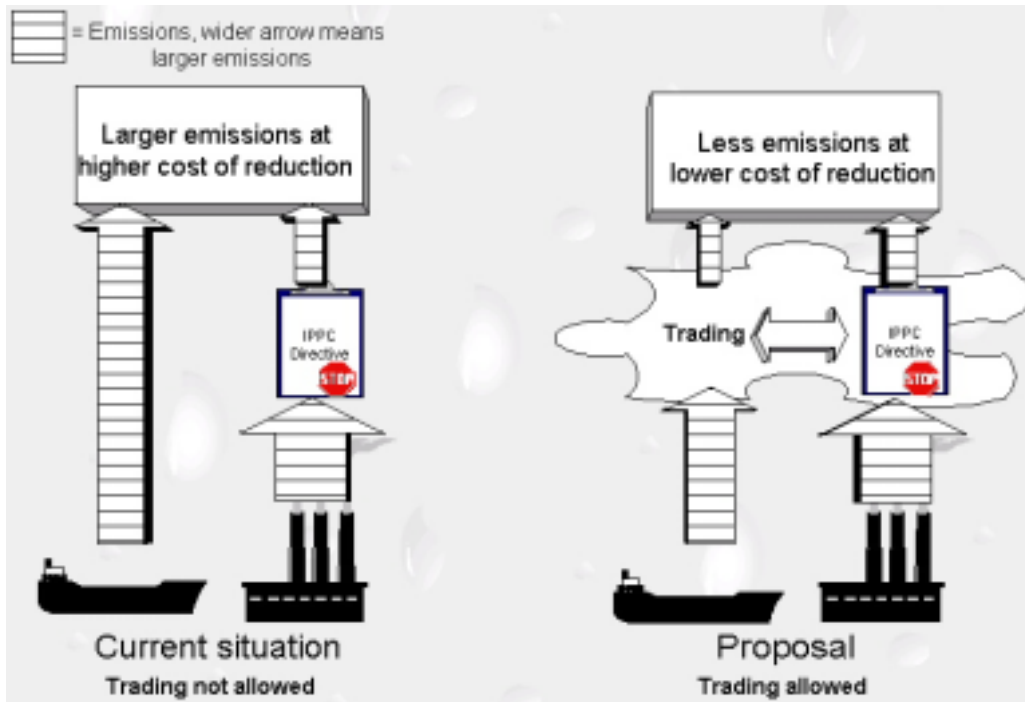 = Emissions, wider arrow means
larger emissions
Larger emissions at
higher cost of reduction
IPPC
Directive
STOP
Current situation
Trading not allowed
Less emissions at
lower cost of reduction
Trading
IPPC
Directive
STOP
Proposal
Trading allowed